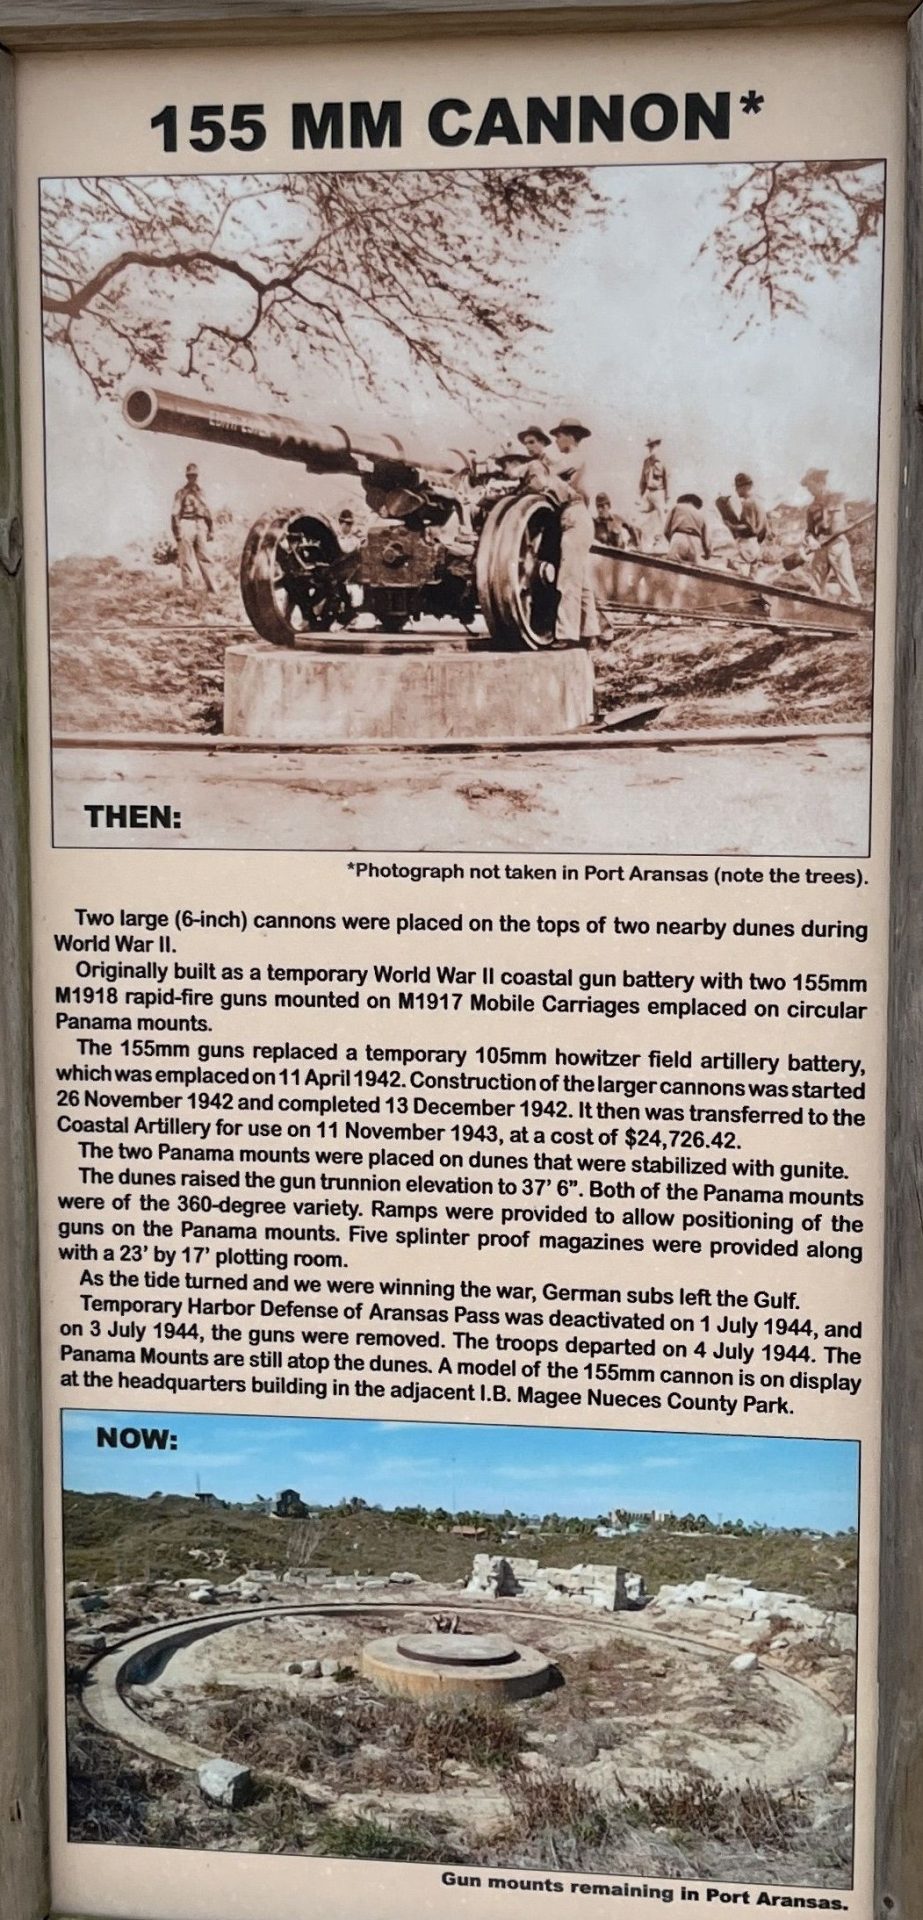 155 MM CANNON*
THEN:
*Photograph not taken in Port Aransas (note the trees).
Two large (6-inch) cannons were placed on the tops of two nearby dunes during
World War II.
Originally built as a temporary World War II coastal gun battery with two 155mm
M1918 rapid-fire guns mounted on M1917 Mobile Carriages emplaced on circular
Panama mounts.
The 155mm guns replaced a temporary 105mm howitzer field artillery battery,
which was emplaced on 11 April 1942. Construction of the larger cannons was started
26 November 1942 and completed 13 December 1942. It then was transferred to the
Coastal Artillery for use on 11 November 1943, at a cost of $24,726.42.
The two Panama mounts were placed on dunes that were stabilized with gunite.
The dunes raised the gun trunnion elevation to 37' 6”. Both of the Panama mounts
were of the 360-degree variety. Ramps were provided to allow positioning of the
guns on the Panama mounts. Five splinter proof magazines were provided along
with a 23' by 17' plotting room.
As the tide turned and we were winning the war, German subs left the Gulf.
Temporary Harbor Defense of Aransas Pass was deactivated on 1 July 1944, and
on 3 July 1944, the guns were removed. The troops departed on 4 July 1944. The
Panama Mounts are still atop the dunes. A model of the 155mm cannon is on display
at the headquarters building in the adjacent I.B. Magee Nueces County Park.
NOW:
Gun mounts remaining in Port Aransas.